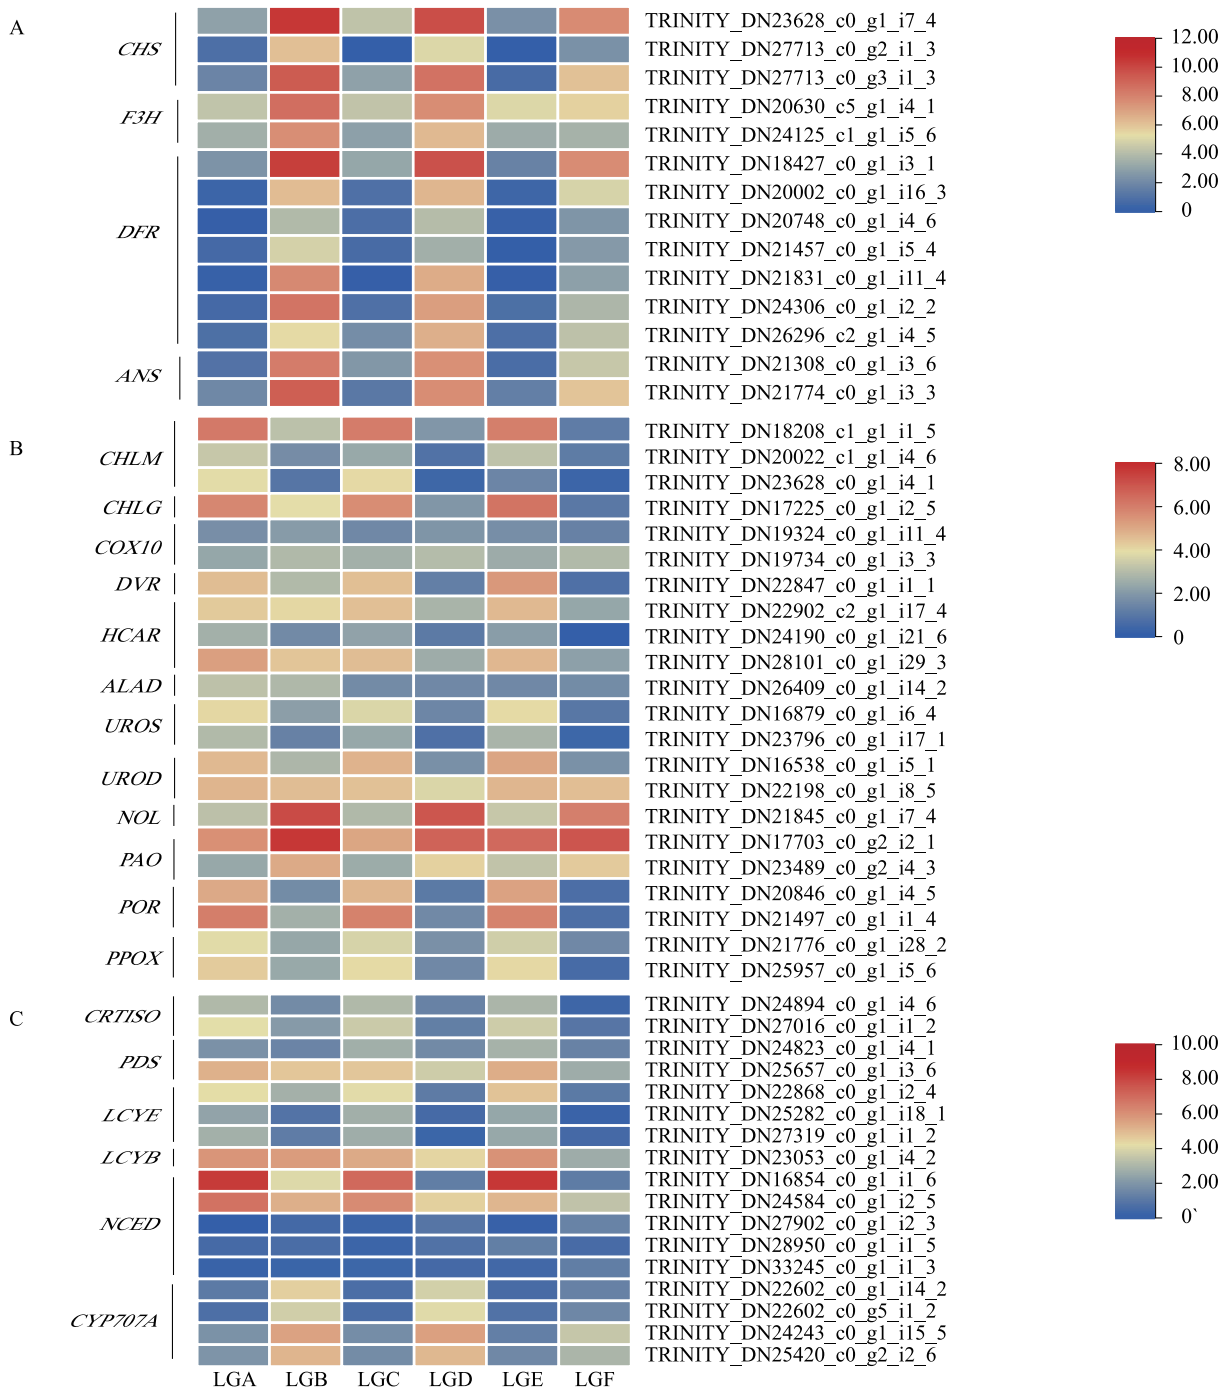 A
CHS
TRINITY_DN23628_c0_g1_i7_4
TRINITY_DN27713_c0_g2_i1_3
TRINITY_DN27713_c0_g3_i1_3
F3H
TRINITY_DN20630_c5_g1_i4_1
TRINITY_DN24125_c1_g1_i5_6
DFR
TRINITY_DN18427_c0_g1_i3_1
TRINITY_DN20002_c0_g1_i16_3
TRINITY_DN20748_c0_g1_i4_6
TRINITY_DN21457_c0_g1_i5_4
TRINITY_DN21831_c0_g1_i11_4
TRINITY_DN24306_c0_g1_i2_2
TRINITY_DN26296_c2_g1_i4_5
ANS
TRINITY_DN21308_c0_g1_i3_6
TRINITY_DN21774_c0_g1_i3_3
12.00
10.00
8.00
6.00
4.00
2.00
0
B
CHLM
TRINITY_DN18208_c1_g1_i1_5
TRINITY_DN20022_c1_g1_i4_6
TRINITY_DN23628_c0_g1_i4_1
CHLG
TRINITY_DN17225_c0_g1_i2_5
COX10
TRINITY_DN19324_c0_g1_i11_4
TRINITY_DN19734_c0_g1_i3_3
DVR
TRINITY_DN22847_c0_g1_i1_1
HCAR
TRINITY_DN22902_c2_g1_i17_4
TRINITY_DN24190_c0_g1_i21_6
TRINITY_DN28101_c0_g1_i29_3
ALAD
TRINITY_DN26409_c0_g1_i14_2
UROS
TRINITY_DN16879_c0_g1_i6_4
TRINITY_DN23796_c0_g1_i17_1
UROD
TRINITY_DN16538_c0_g1_i5_1
TRINITY_DN22198_c0_g1_i8_5
NOL
TRINITY_DN21845_c0_g1_i7_4
PAO
TRINITY_DN17703_c0_g2_i2_1
TRINITY_DN23489_c0_g2_i4_3
POR
TRINITY_DN20846_c0_g1_i4_5
TRINITY_DN21497_c0_g1_i1_4
PPOX
TRINITY_DN21776_c0_g1_i28_2
TRINITY_DN25957_c0_g1_i5_6
8.00
6.00
4.00
2.00
0
C
CRTISO
TRINITY_DN24894_c0_g1_i4_6
TRINITY_DN27016_c0_g1_i1_2
PDS
TRINITY_DN24823_c0_g1_i4_1
TRINITY_DN25657_c0_g1_i3_6
LCYE
TRINITY_DN22868_c0_g1_i2_4
TRINITY_DN25282_c0_g1_i18_1
TRINITY_DN27319_c0_g1_i1_2
LCYB
TRINITY_DN23053_c0_g1_i4_2
NCED
TRINITY_DN16854_c0_g1_i1_6
TRINITY_DN24584_c0_g1_i2_5
TRINITY_DN27902_c0_g1_i2_3
TRINITY_DN28950_c0_g1_i1_5
TRINITY_DN33245_c0_g1_i1_3
CYP707A
TRINITY_DN22602_c0_g1_i14_2
TRINITY_DN22602_c0_g5_i1_2
TRINITY_DN24243_c0_g1_i15_5
TRINITY_DN25420_c0_g2_i2_6
10.00
8.00
6.00
4.00
2.00
0`
LGA LGB LGC LGD LGE LGF